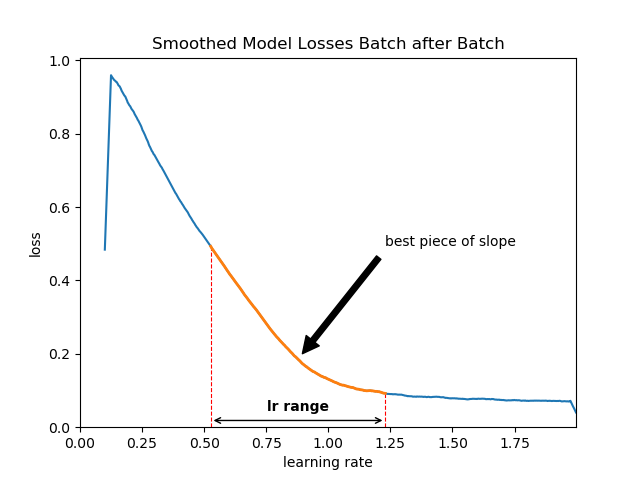 Smoothed Model Losses Batch after Batch
1.0
0.8
0.6
0.4
0.2
0.0
loss
best piece of slope
lr range
0.00 0.25 0.50 0.75 1.00 1.25 1.50 1.75
learning rate